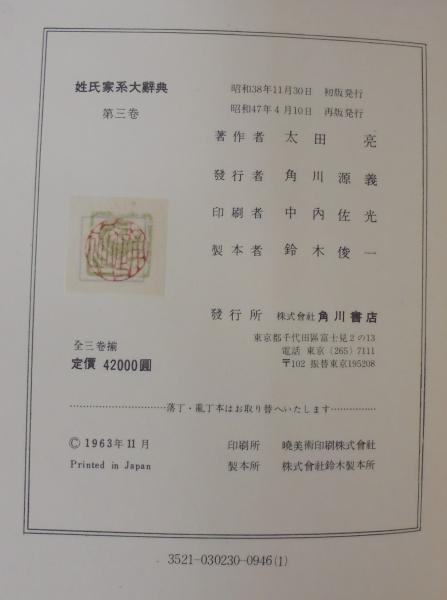 姓氏家系大辭典
第三巻
昭和38年11月30日 初版発行
昭和47年4月10日 再版発行
著作者 太田亮
發行者 角川源義
印刷者 中內佐光
製本者 鈴木俊一
發行所 株式會社 角川書店
東京都千代田區富士見2の13
電話 東京 (265) 7111
〒102 振替東京195208
全三巻揃
定價 42000圓
落丁・亂丁本はお取り替へいたします
© 1963年11月
Printed in Japan
印刷所 曉美術印刷株式會社
製本所 株式會社鈴木製本所
3521-030230-0946(1)